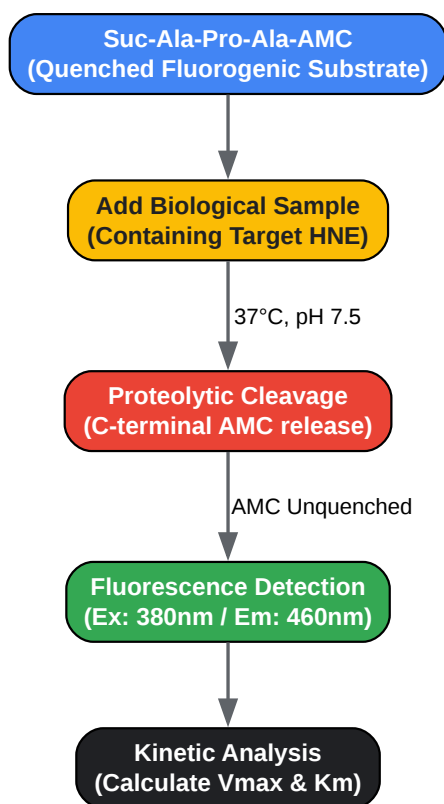 Suc-Ala-Pro-Ala-AMC
(Quenched Fluorogenic Substrate)
Add Biological Sample
(Containing Target HNE)
37°C, pH 7.5
Proteolytic Cleavage
(C-terminal AMC release)
AMC Unquenched
Fluorescence Detection
(Ex: 380nm / Em: 460nm)
Kinetic Analysis
(Calculate Vmax & Km)